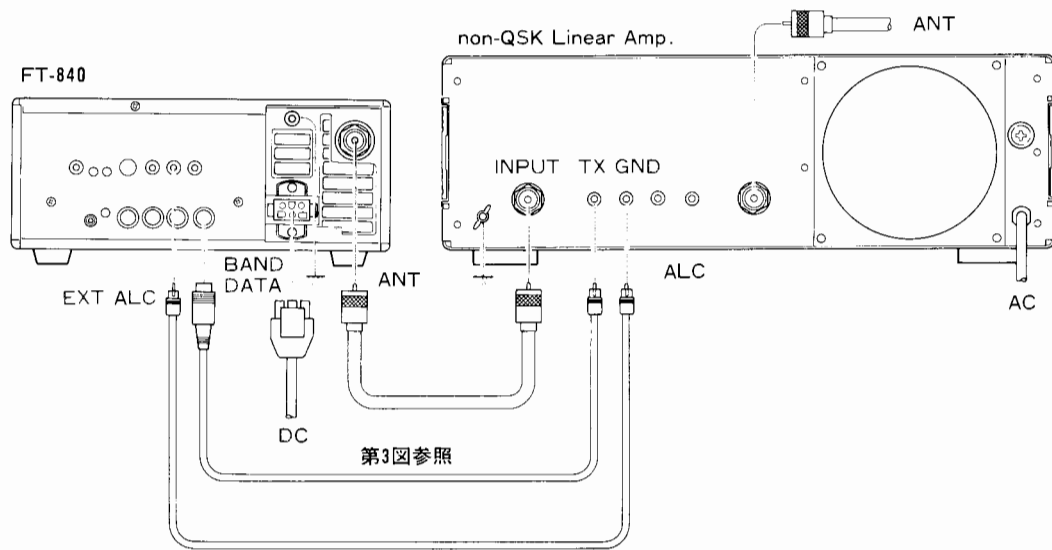 ANT
non-QSK Linear Amp.
FT-840
INPUT TX GND
BAND
DATA
ANT
ALC
EXT ALC
AC
DC
第3図参照